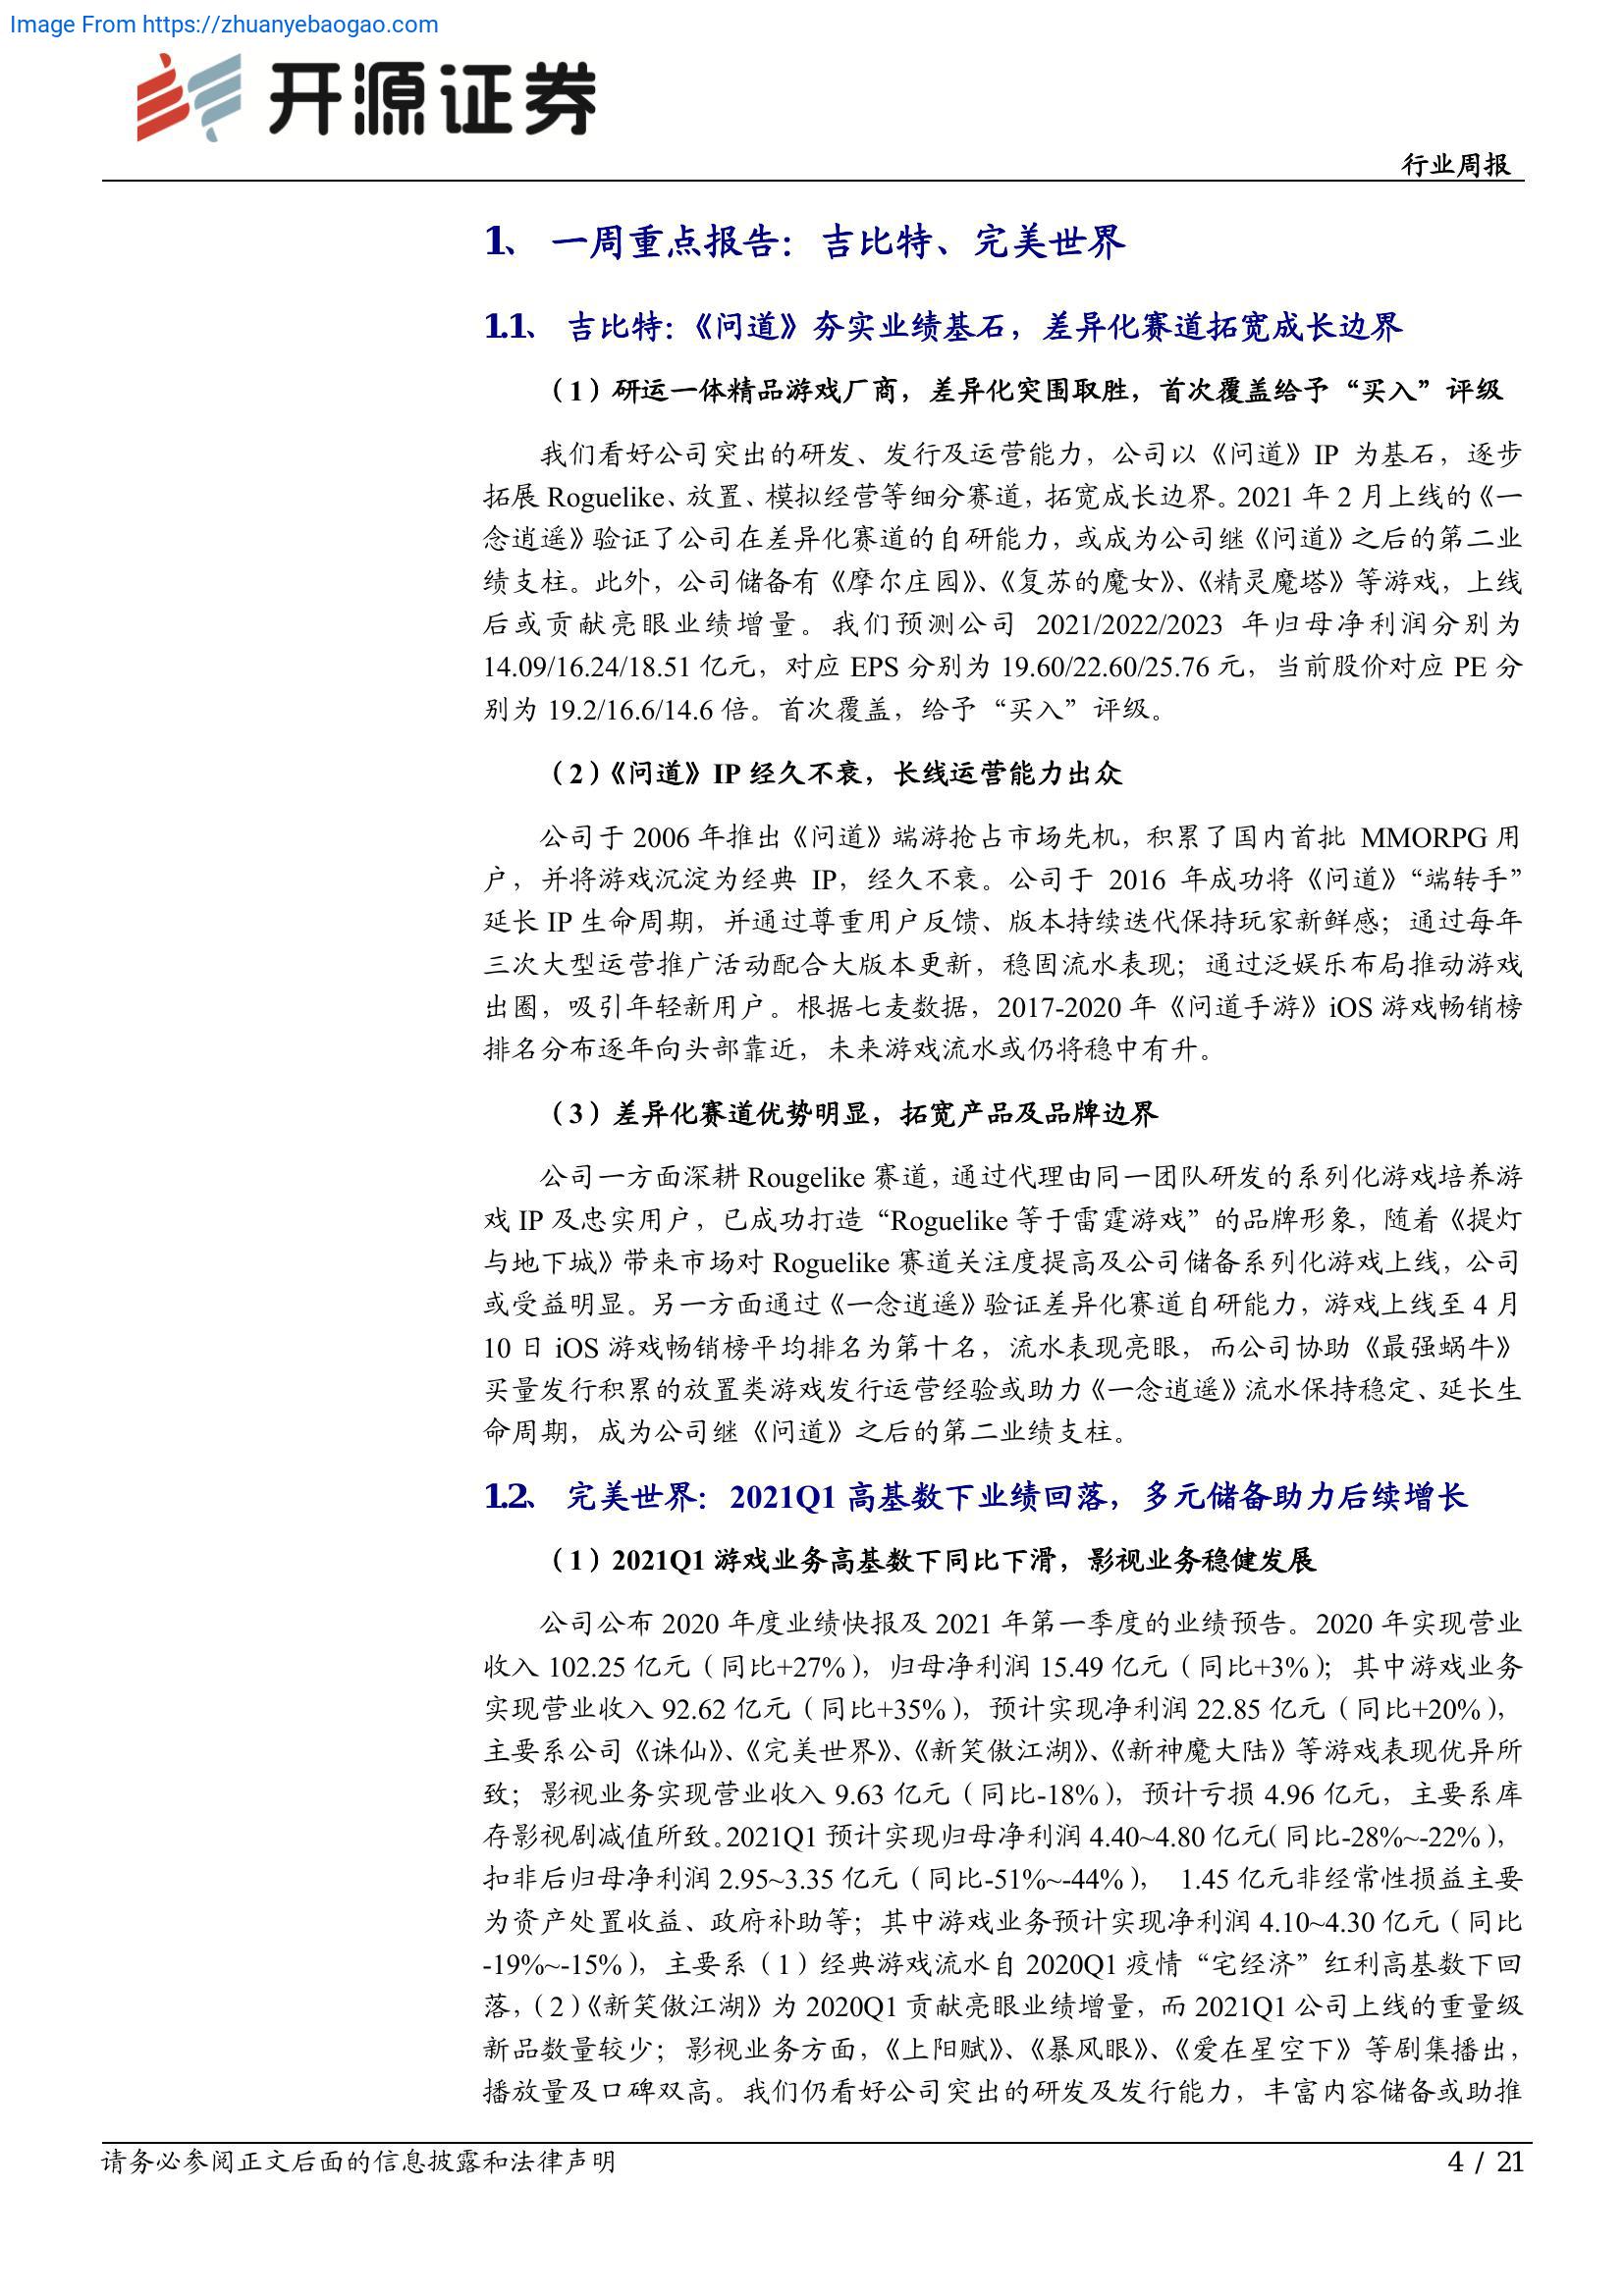 Image From https://zhuanyebaogao.com
开源证券
行业周报
1、 一周重点报告：吉比特、完美世界
1.1、 吉比特：《问道》夯实业绩基石，差异化赛道拓宽成长边界
（1）研运一体精品游戏厂商，差异化突围取胜，首次覆盖给予“买入”评级
我们看好公司突出的研发、发行及运营能力，公司以《问道》IP 为基石，逐步
拓展 Roguelike、放置、模拟经营等细分赛道，拓宽成长边界。2021 年 2 月上线的《一
念逍遥》验证了公司在差异化赛道的自研能力，或成为公司继《问道》之后的第二业
绩支柱。此外，公司储备有《摩尔庄园》、《复苏的魔女》、《精灵魔塔》等游戏，上线
后或贡献亮眼业绩增量。我们预测公司 2021/2022/2023 年归母净利润分别为
14.09/16.24/18.51 亿元，对应 EPS 分别为 19.60/22.60/25.76 元，当前股价对应 PE 分
别为 19.2/16.6/14.6 倍。首次覆盖，给予“买入”评级。
（2）《问道》IP 经久不衰，长线运营能力出众
公司于 2006 年推出《问道》端游抢占市场先机，积累了国内首批 MMORPG 用
户，并将游戏沉淀为经典 IP，经久不衰。公司于 2016 年成功将《问道》“端转手”
延长 IP 生命周期，并通过尊重用户反馈、版本持续迭代保持玩家新鲜感；通过每年
三次大型运营推广活动配合大版本更新，稳固流水表现；通过泛娱乐布局推动游戏
出圈，吸引年轻新用户。根据七麦数据，2017-2020 年《问道手游》iOS 游戏畅销榜
排名分布逐年向头部靠近，未来游戏流水或仍将稳中有升。
（3）差异化赛道优势明显，拓宽产品及品牌边界
公司一方面深耕 Rougelike 赛道，通过代理由同一团队研发的系列化游戏培养游
戏 IP 及忠实用户，已成功打造“Roguelike 等于雷霆游戏”的品牌形象，随着《提灯
与地下城》带来市场对 Roguelike 赛道关注度提高及公司储备系列化游戏上线，公司
或受益明显。另一方面通过《一念逍遥》验证差异化赛道自研能力，游戏上线至 4 月
10 日 iOS 游戏畅销榜平均排名为第十名，流水表现亮眼，而公司协助《最强蜗牛》
买量发行积累的放置类游戏发行运营经验或助力《一念逍遥》流水保持稳定、延长生
命周期，成为公司继《问道》之后的第二业绩支柱。
1.2、 完美世界：2021Q1 高基数下业绩回落，多元储备助力后续增长
（1）2021Q1 游戏业务高基数下同比下滑，影视业务稳健发展
公司公布 2020 年度业绩快报及 2021 年第一季度的业绩预告。2020 年实现营业
收入 102.25 亿元（同比+27%），归母净利润 15.49 亿元（同比+3%）；其中游戏业务
实现营业收入 92.62 亿元（同比+35%），预计实现净利润 22.85 亿元（同比+20%），
主要系公司《诛仙》、《完美世界》、《新笑傲江湖》、《新神魔大陆》等游戏表现优异所
致；影视业务实现营业收入 9.63 亿元（同比-18%），预计亏损 4.96 亿元，主要系库
存影视剧减值所致。2021Q1 预计实现归母净利润 4.40~4.80 亿元（同比-28%~-22%），
扣非后归母净利润 2.95~3.35 亿元（同比-51%~-44%）， 1.45 亿元非经常性损益主要
为资产处置收益、政府补助等；其中游戏业务预计实现净利润 4.10~4.30 亿元（同比
-19%~-15%），主要系（1）经典游戏流水自 2020Q1 疫情“宅经济”红利高基数下回
落，（2）《新笑傲江湖》为 2020Q1 贡献亮眼业绩增量，而 2021Q1 公司上线的重量级
新品数量较少；影视业务方面，《上阳赋》、《暴风眼》、《爱在星空下》等剧集播出，
播放量及口碑双高。我们仍看好公司突出的研发及发行能力，丰富内容储备或助推
请务必参阅正文后面的信息披露和法律声明
4 / 21